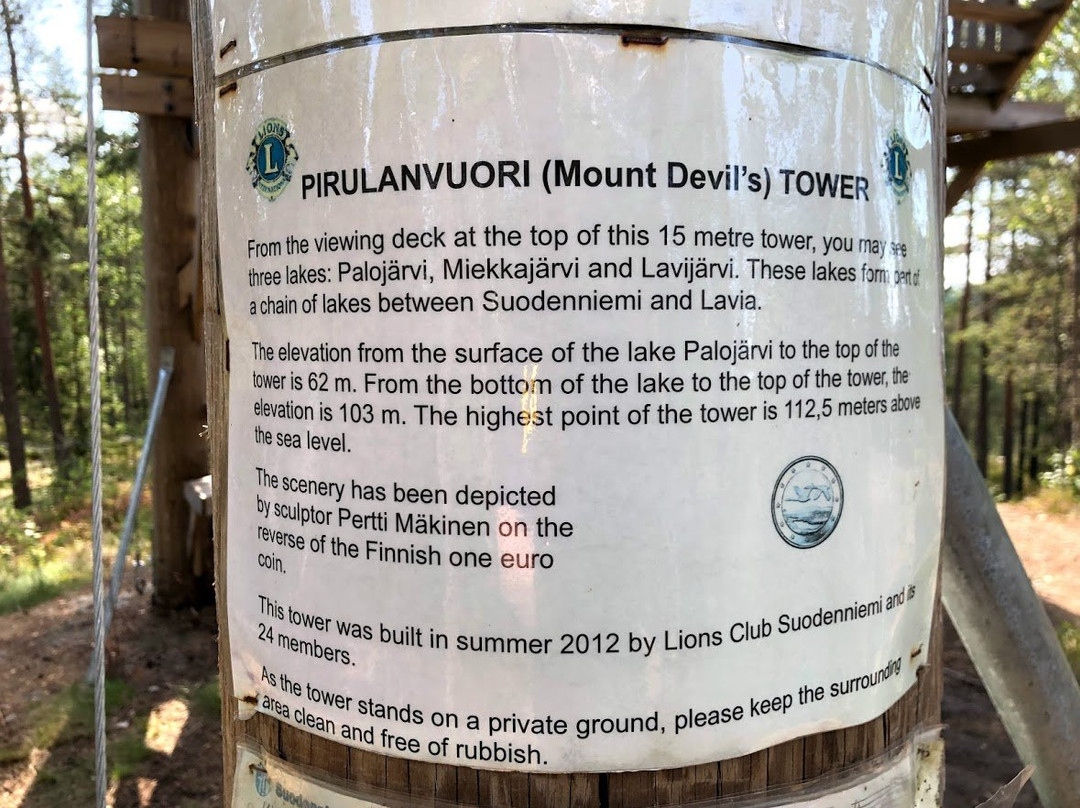 LIONS
L
INTERNATIONAL
L
PIRULANVUORI (Mount Devil's) TOWER
From the viewing deck at the top of this 15 metre tower, you may see
three lakes: Palojärvi, Miekkajärvi and Lavijärvi. These lakes form part of
a chain of lakes between Suodenniemi and Lavia.
The elevation from the surface of the lake Palojärvi to the top of the
tower is 62 m. From the bottom of the lake to the top of the tower, the
elevation is 103 m. The highest point of the tower is 112,5 meters above
the sea level.
The scenery has been depicted
by sculptor Pertti Mäkinen on the
reverse of the Finnish one euro
coin.
This tower was built in summer 2012 by Lions Club Suodenniemi and its
24 members.
As the tower stands on a private ground, please keep the surrounding
area clean and free of rubbish.